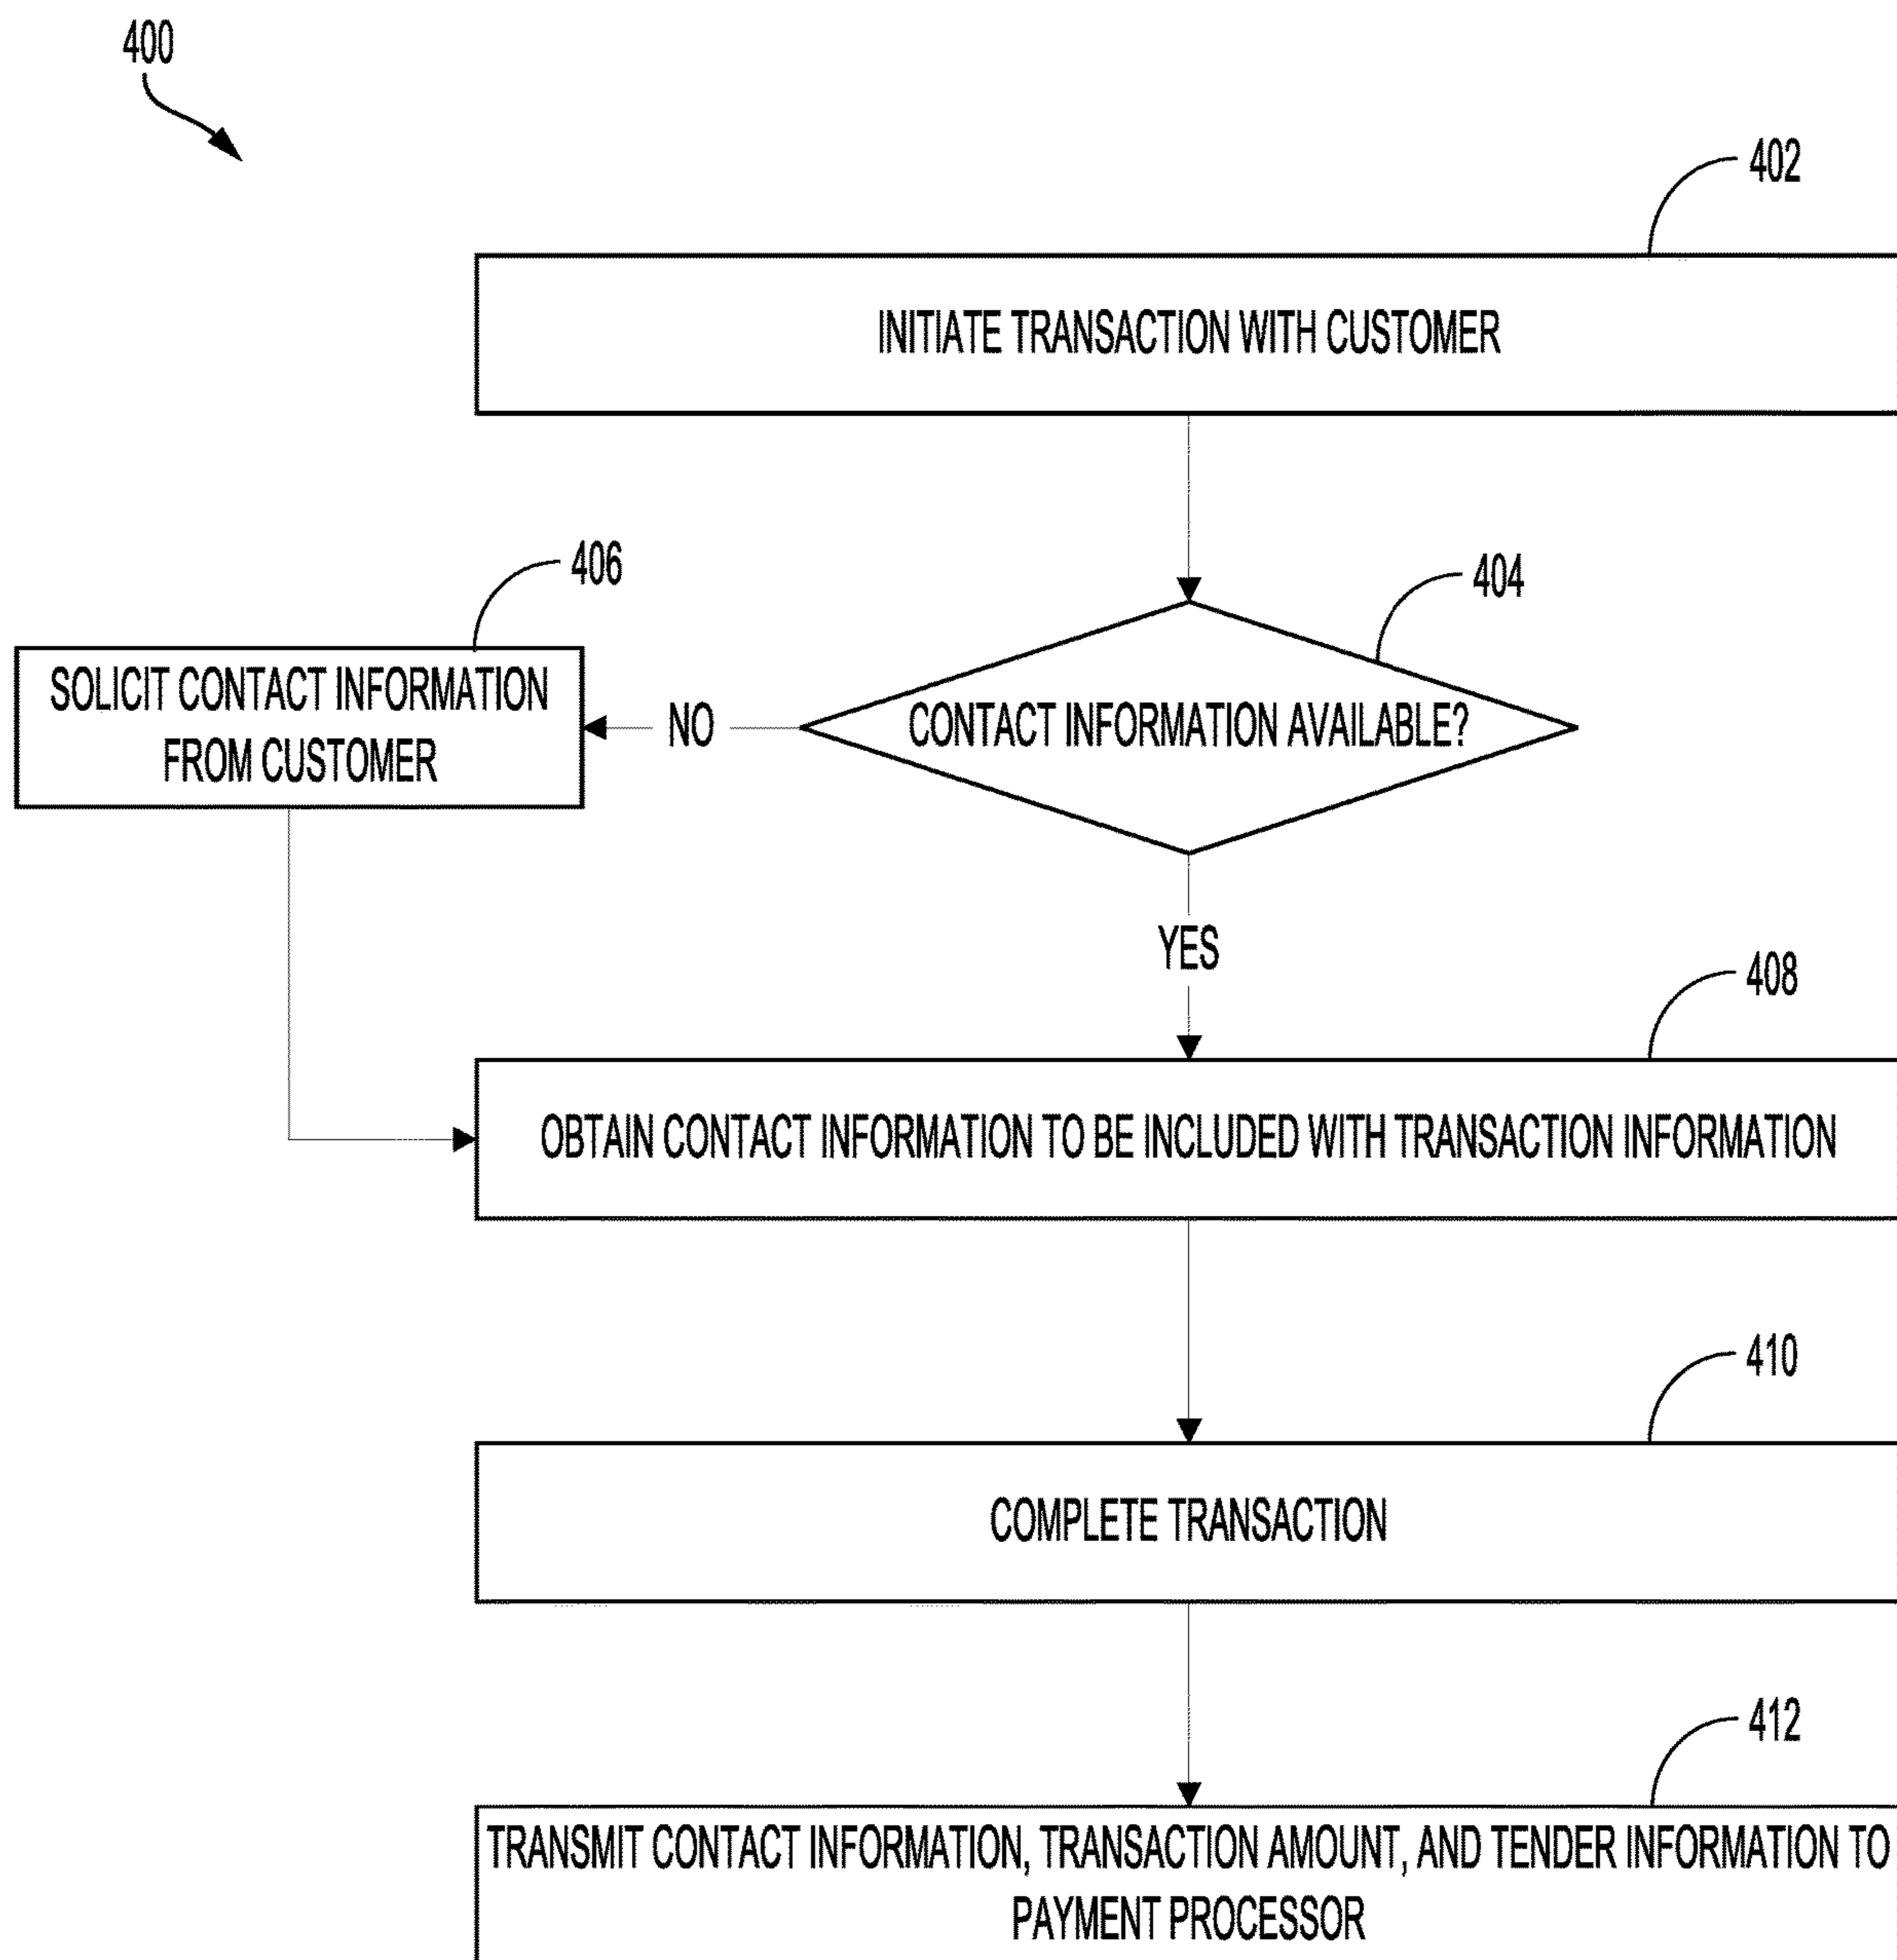 400
402
INITIATE TRANSACTION WITH CUSTOMER
406
404
SOLICIT CONTACT INFORMATION
FROM CUSTOMER
NO
CONTACT INFORMATION AVAILABLE?
YES
408
OBTAIN CONTACT INFORMATION TO BE INCLUDED WITH TRANSACTION INFORMATION
410
COMPLETE TRANSACTION
412
TRANSMIT CONTACT INFORMATION, TRANSACTION AMOUNT, AND TENDER INFORMATION TO
PAYMENT PROCESSOR